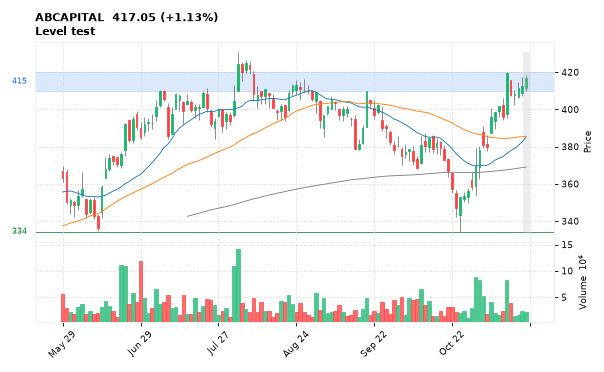 ABCAPITAL 417.05 (+1.13%)
Level test
415
334
420
400
380
360
340
Price
15
10
5
Volume 10⁴
May 29
Jun 29
Jul 27
Aug 24
Sep 22
Oct 22